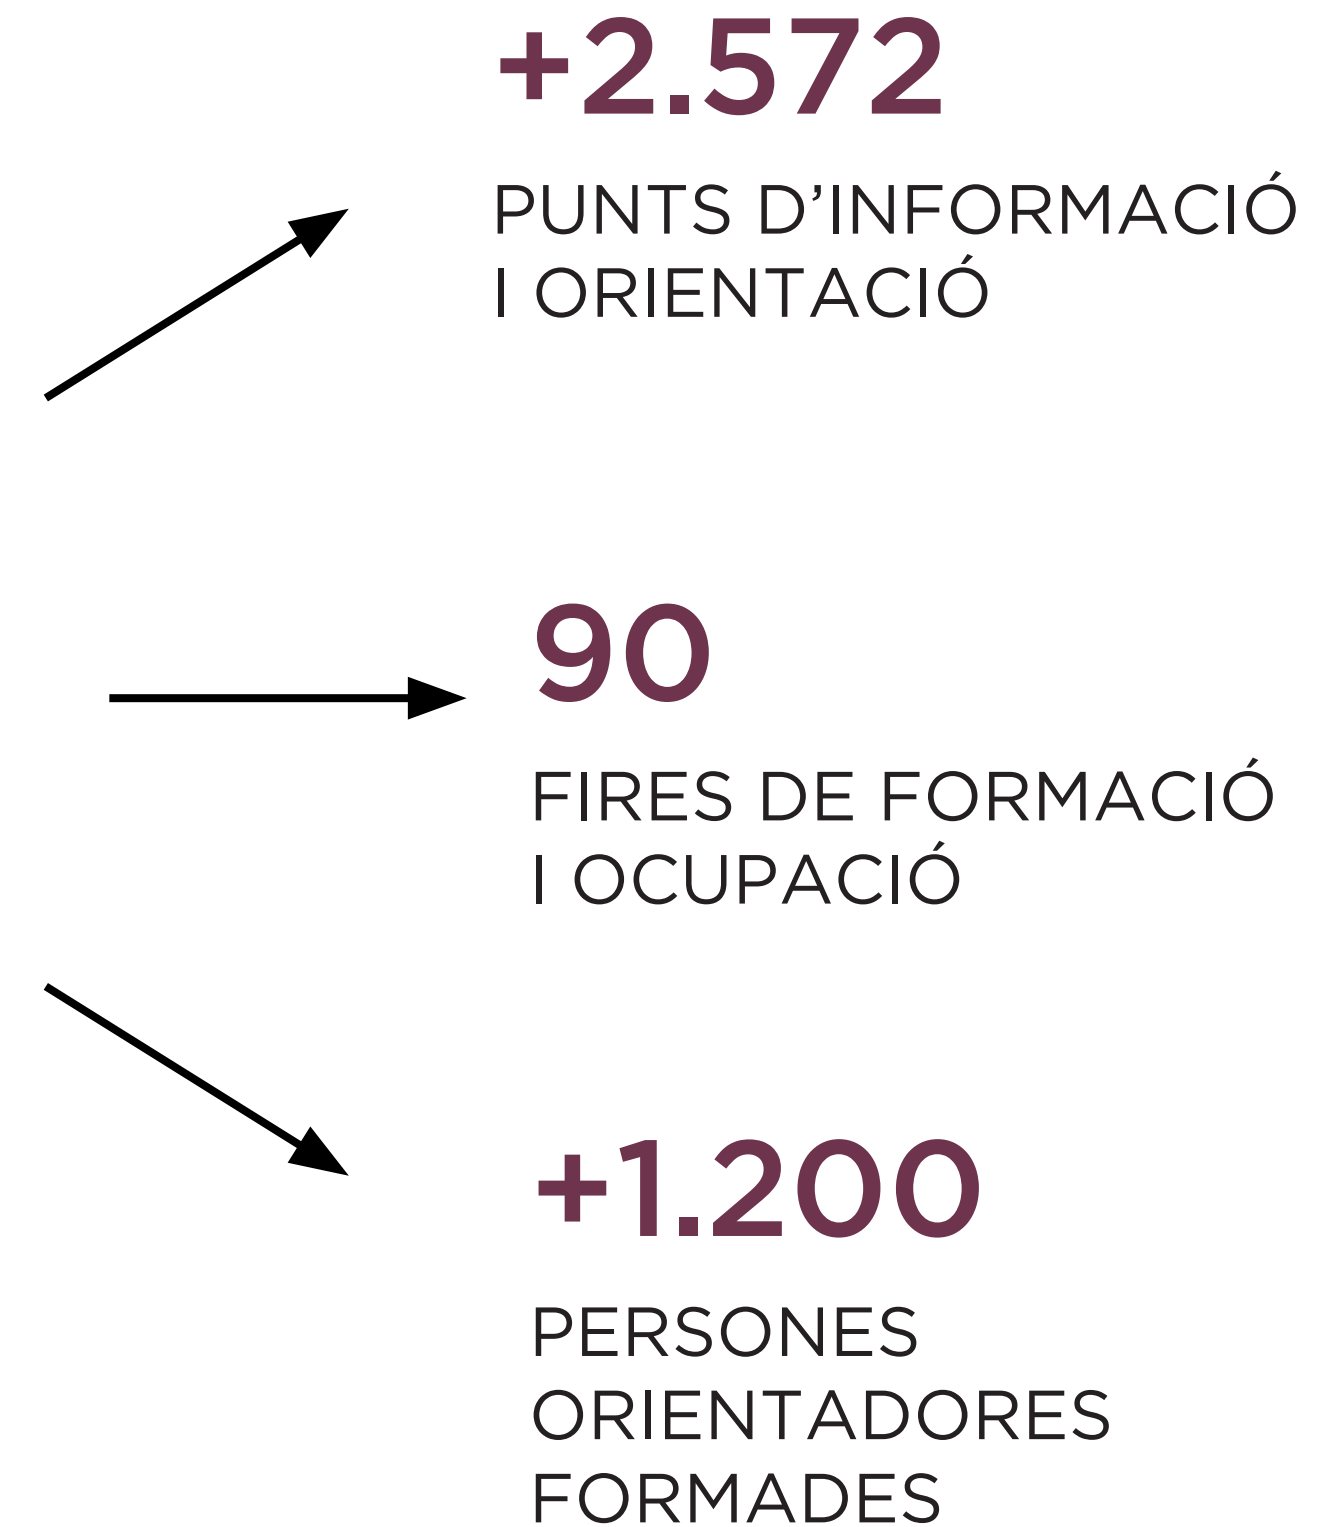 +2.572
PUNTS D’INFORMACIÓ
I ORIENTACIÓ
90
FIRES DE FORMACIÓ
I OCUPACIÓ
+1.200
PERSONES
ORIENTADORES
FORMADES